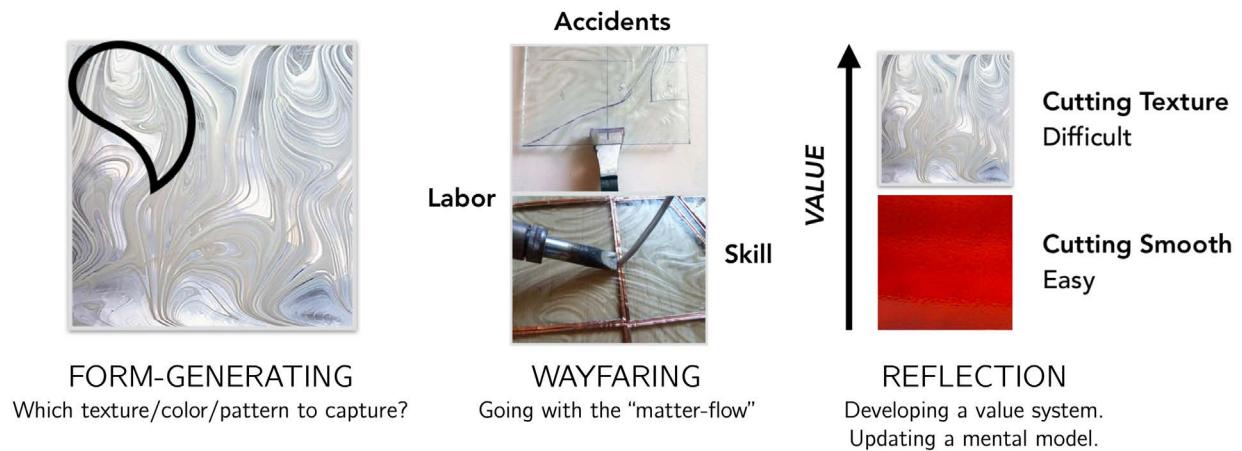 Accidents
Labor
Skill
VALUE
Cutting Texture
Difficult
Cutting Smooth
Easy
FORM-GENERATING
Which texture/color/pattern to capture?
WAYFARING
Going with the “matter-flow”
REFLECTION
Developing a value system.
Updating a mental model.